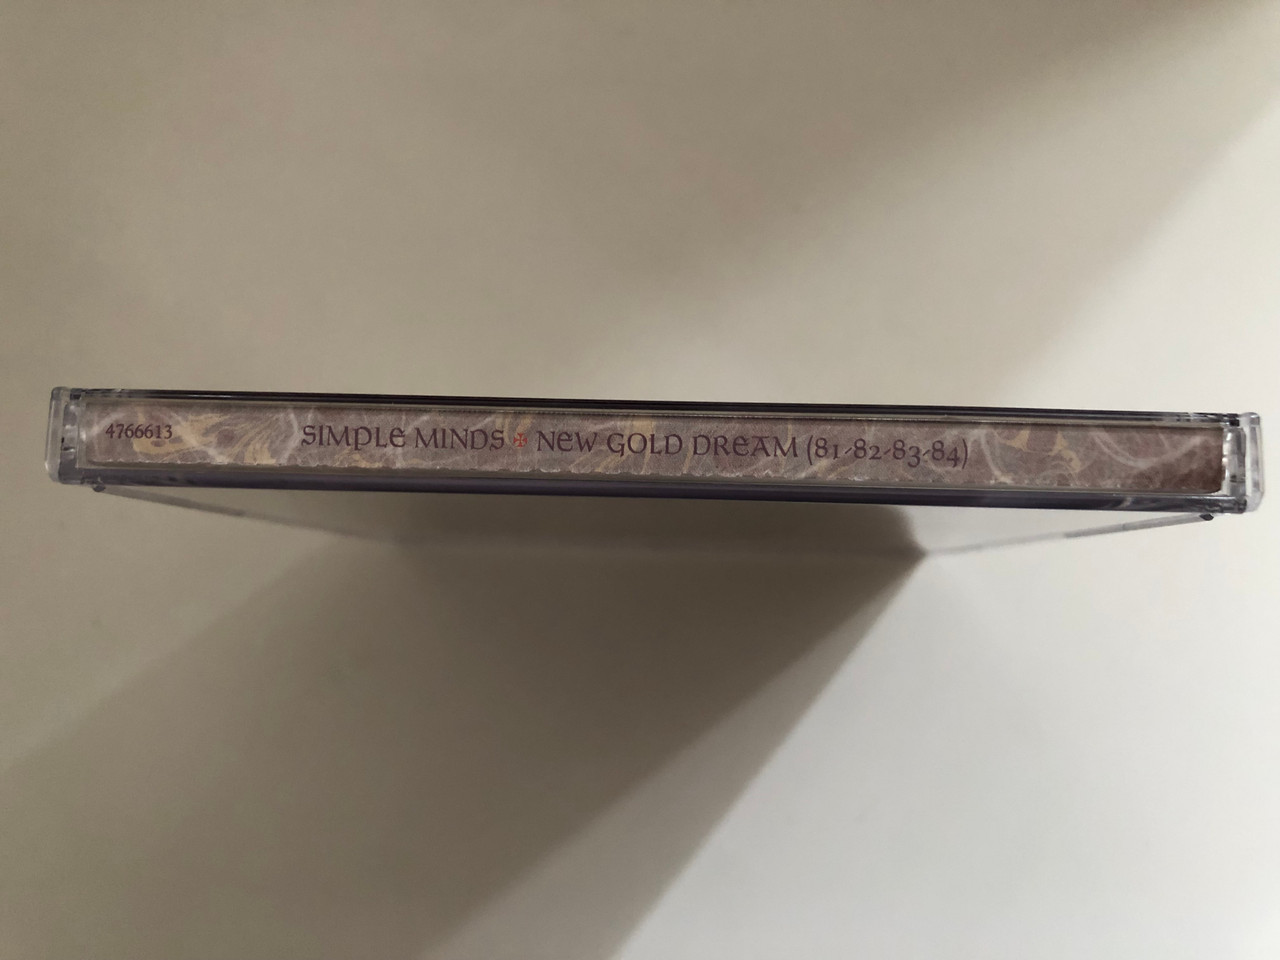 4766613 SIMPLE MINDS ✠ NEW GOLD DREAM (81-82-83-84)